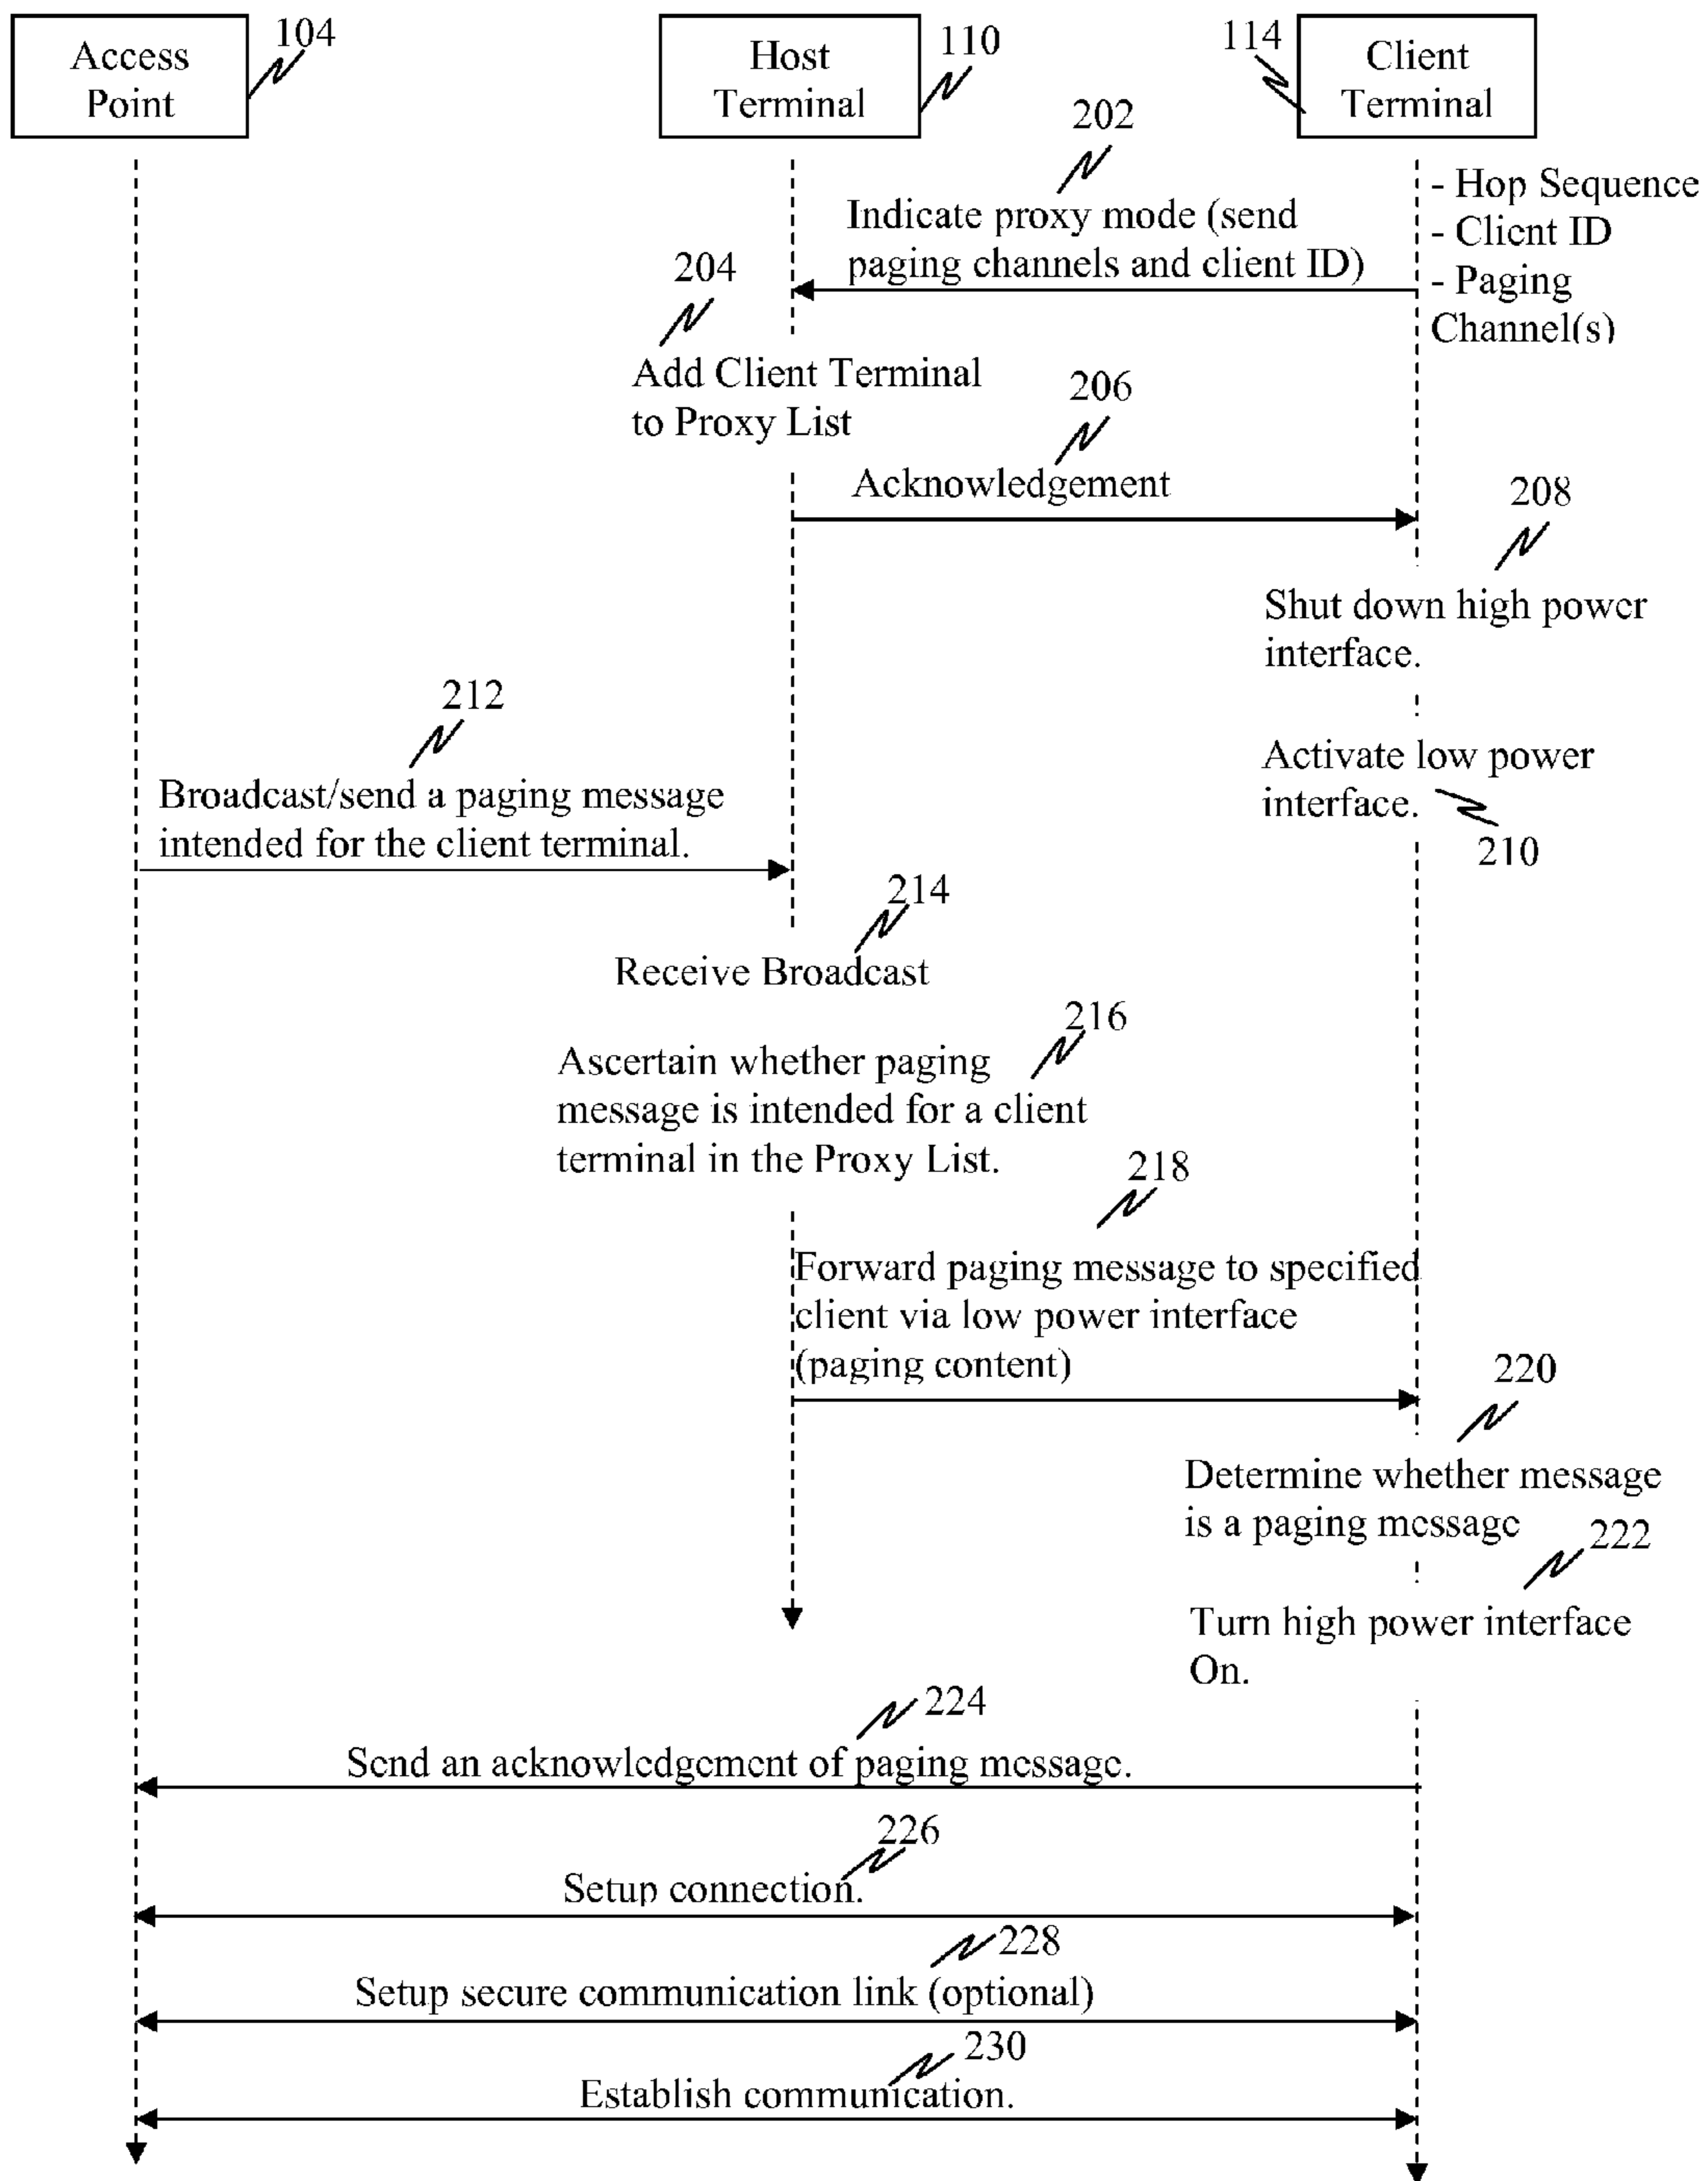 Access
Point
104
Host
Terminal
110
114
Client
Terminal
202
- Hop Sequence
- Client ID
- Paging
Channel(s)
Indicate proxy mode (send
paging channels and client ID)
204
Add Client Terminal
to Proxy List
206
Acknowledgement
208
Shut down high power
interface.
212
Broadcast/send a paging message
intended for the client terminal.
Activate low power
interface.
210
214
Receive Broadcast
216
Ascertain whether paging
message is intended for a client
terminal in the Proxy List.
218
Forward paging message to specified
client via low power interface
(paging content)
220
Determine whether message
is a paging message
222
Turn high power interface
On.
224
Send an acknowledgement of paging message.
226
Setup connection.
228
Setup secure communication link (optional)
230
Establish communication.